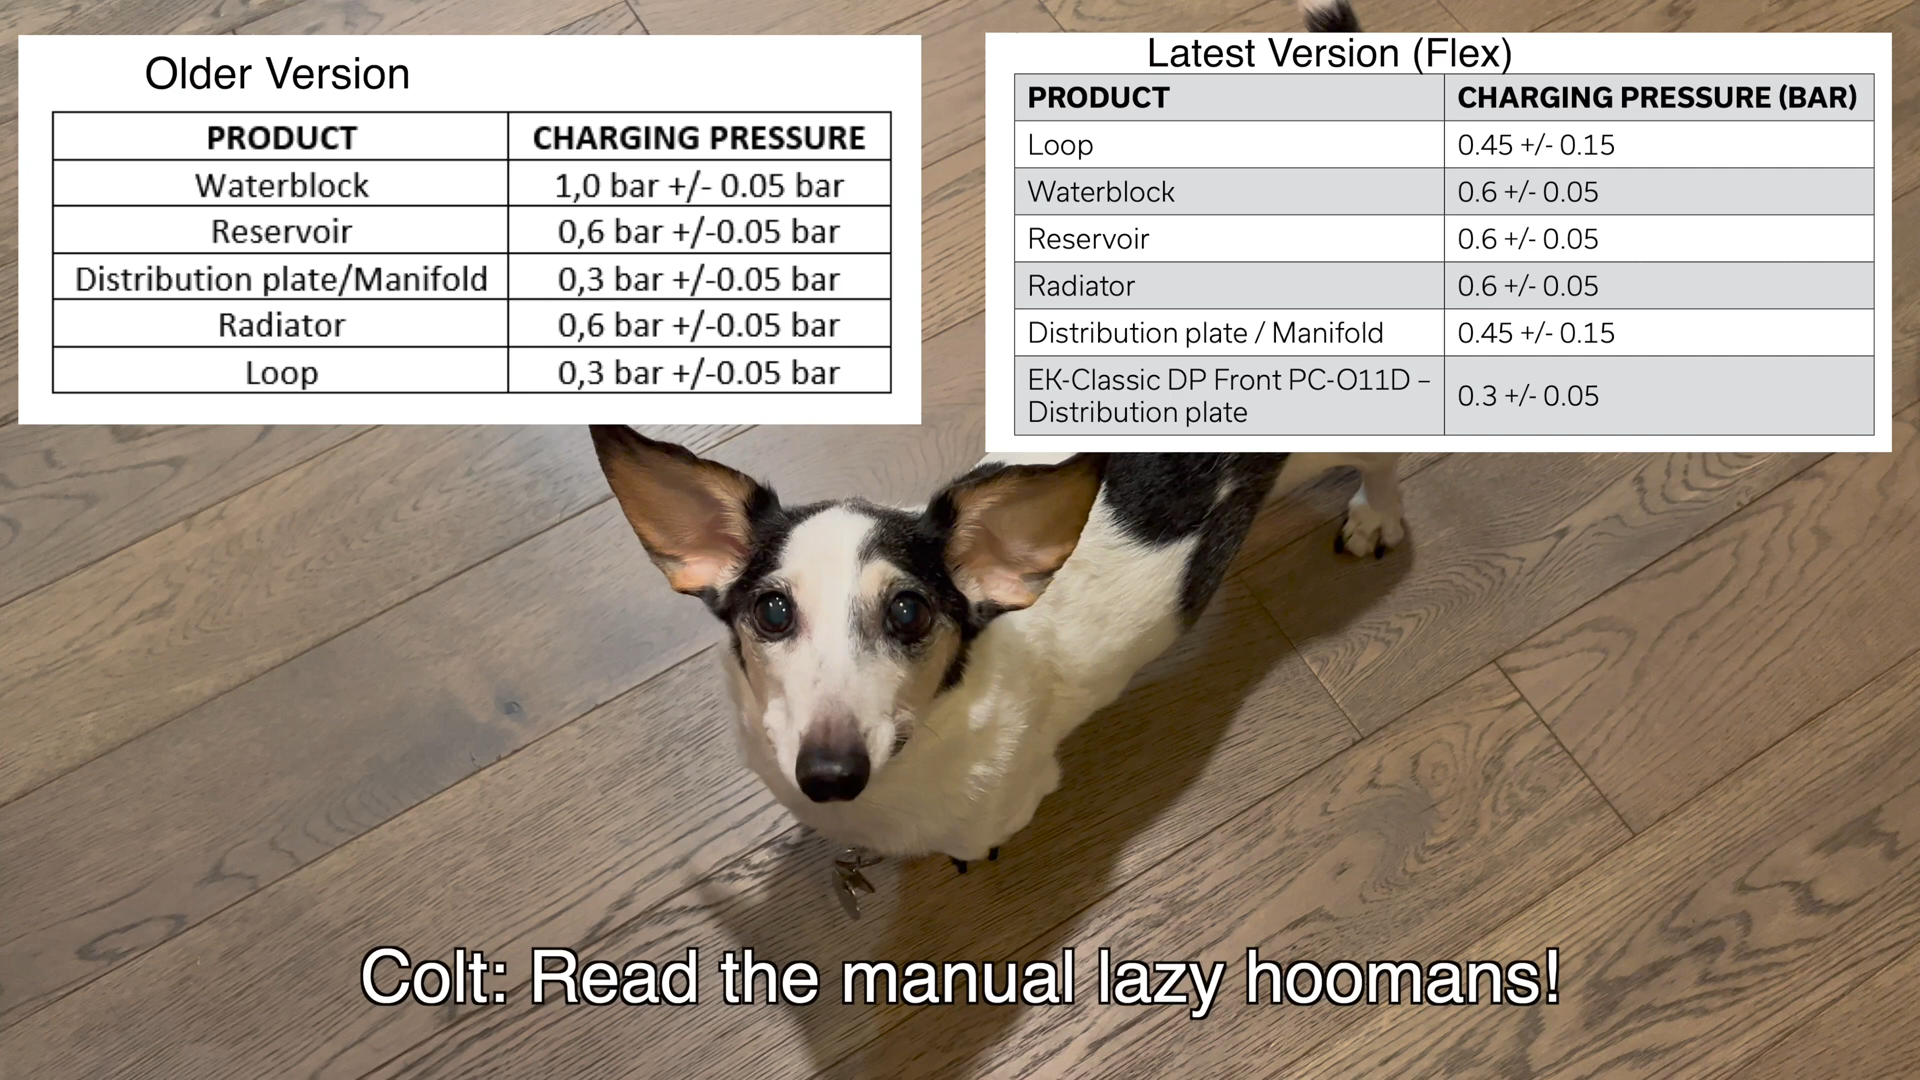 Older Version
PRODUCT CHARGING PRESSURE
Waterblock 1,0 bar +/- 0.05 bar
Reservoir 0,6 bar +/-0.05 bar
Distribution plate/Manifold 0,3 bar +/-0.05 bar
Radiator 0,6 bar +/-0.05 bar
Loop 0,3 bar +/-0.05 bar
Latest Version (Flex)
PRODUCT CHARGING PRESSURE (BAR)
Loop 0.45 +/- 0.15
Waterblock 0.6 +/- 0.05
Reservoir 0.6 +/- 0.05
Radiator 0.6 +/- 0.05
Distribution plate / Manifold 0.45 +/- 0.15
EK-Classic DP Front PC-O11D –
Distribution plate 0.3 +/- 0.05
Colt: Read the manual lazy hoomans!